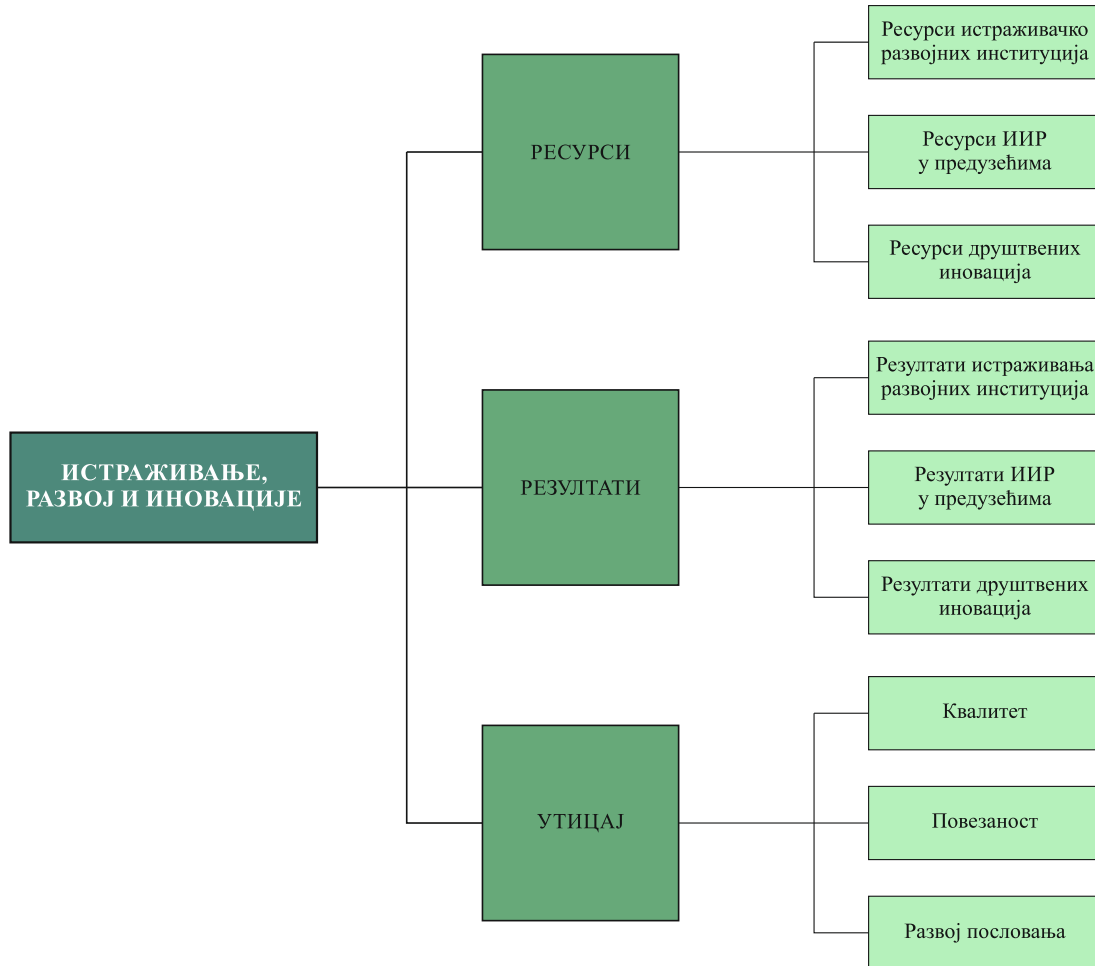 Ресурси истраживачко
развојних институција
РЕСУРСИ
Ресурси ИИР
у предузећима
Ресурси друштвених
иновација
Резултати истраживања
развојних институција
ИСТРАЖИВАЊЕ,
РАЗВОЈ И ИНОВАЦИЈЕ
РЕЗУЛТАТИ
Резултати ИИР
у предузећима
Резултати друштвених
иновација
Квалитет
УТИЦАЈ
Повезаност
Развој пословања